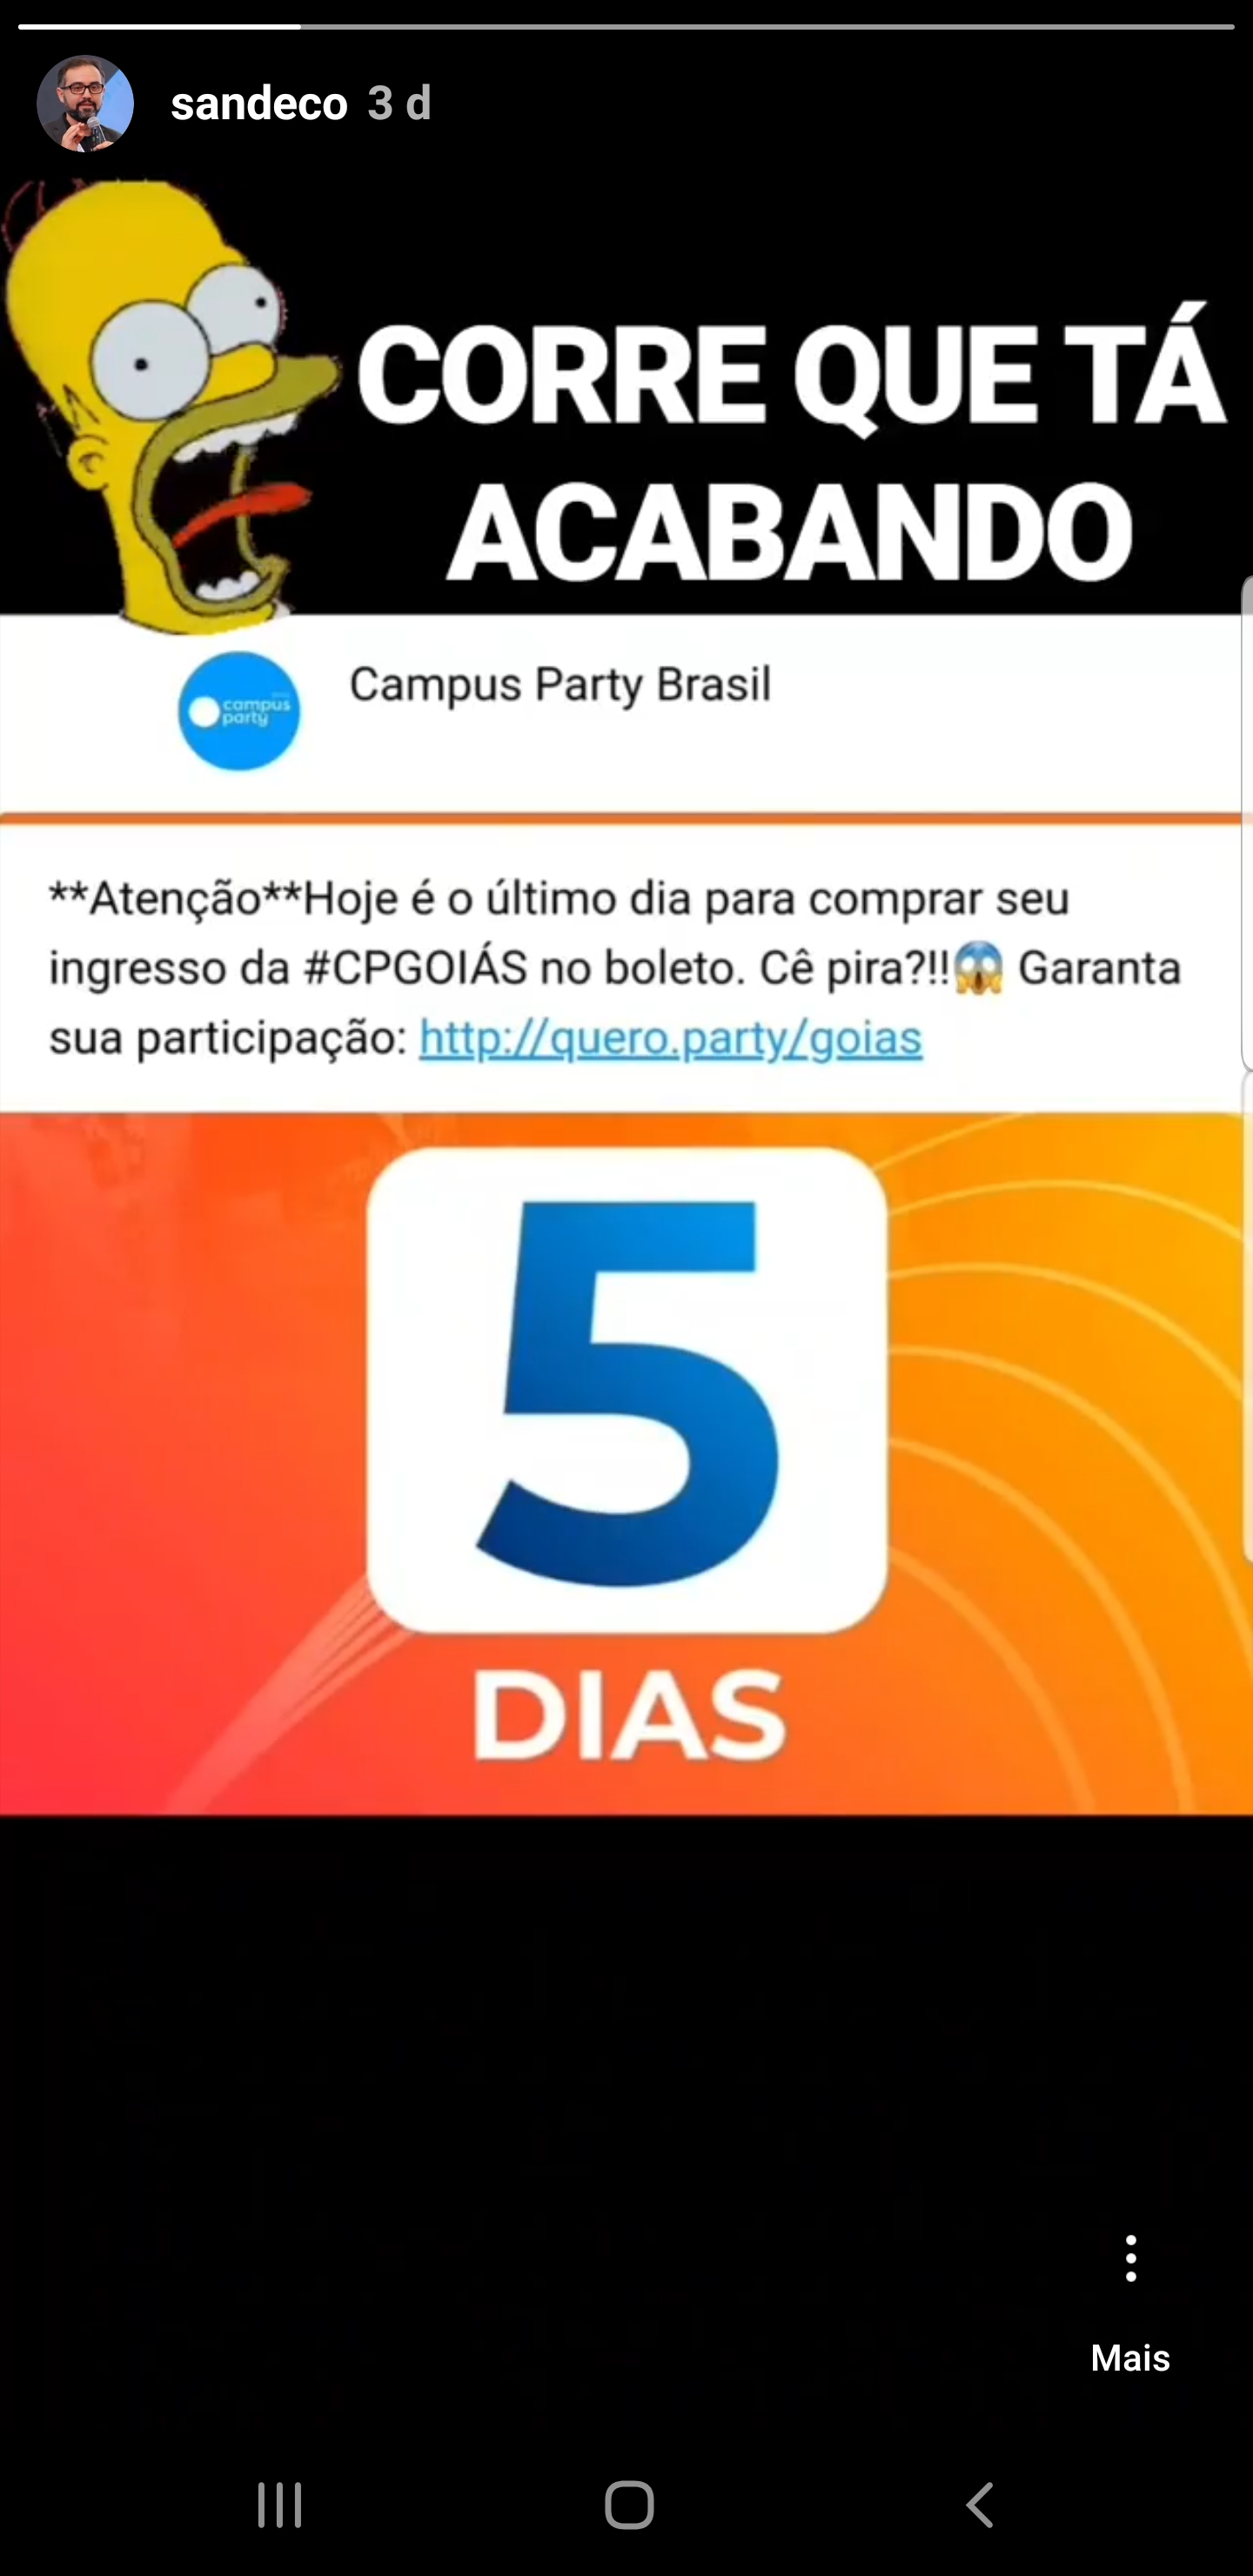 sandeco 3 d
CORRE QUE TÁ
ACABANDO
campus
party
Campus Party Brasil
**Atenção**Hoje é o último dia para comprar seu
ingresso da #CPGOIÁS no boleto. Cê pira?!!😱 Garanta
sua participação: http://quero.party/goias
5
DIAS
Mais